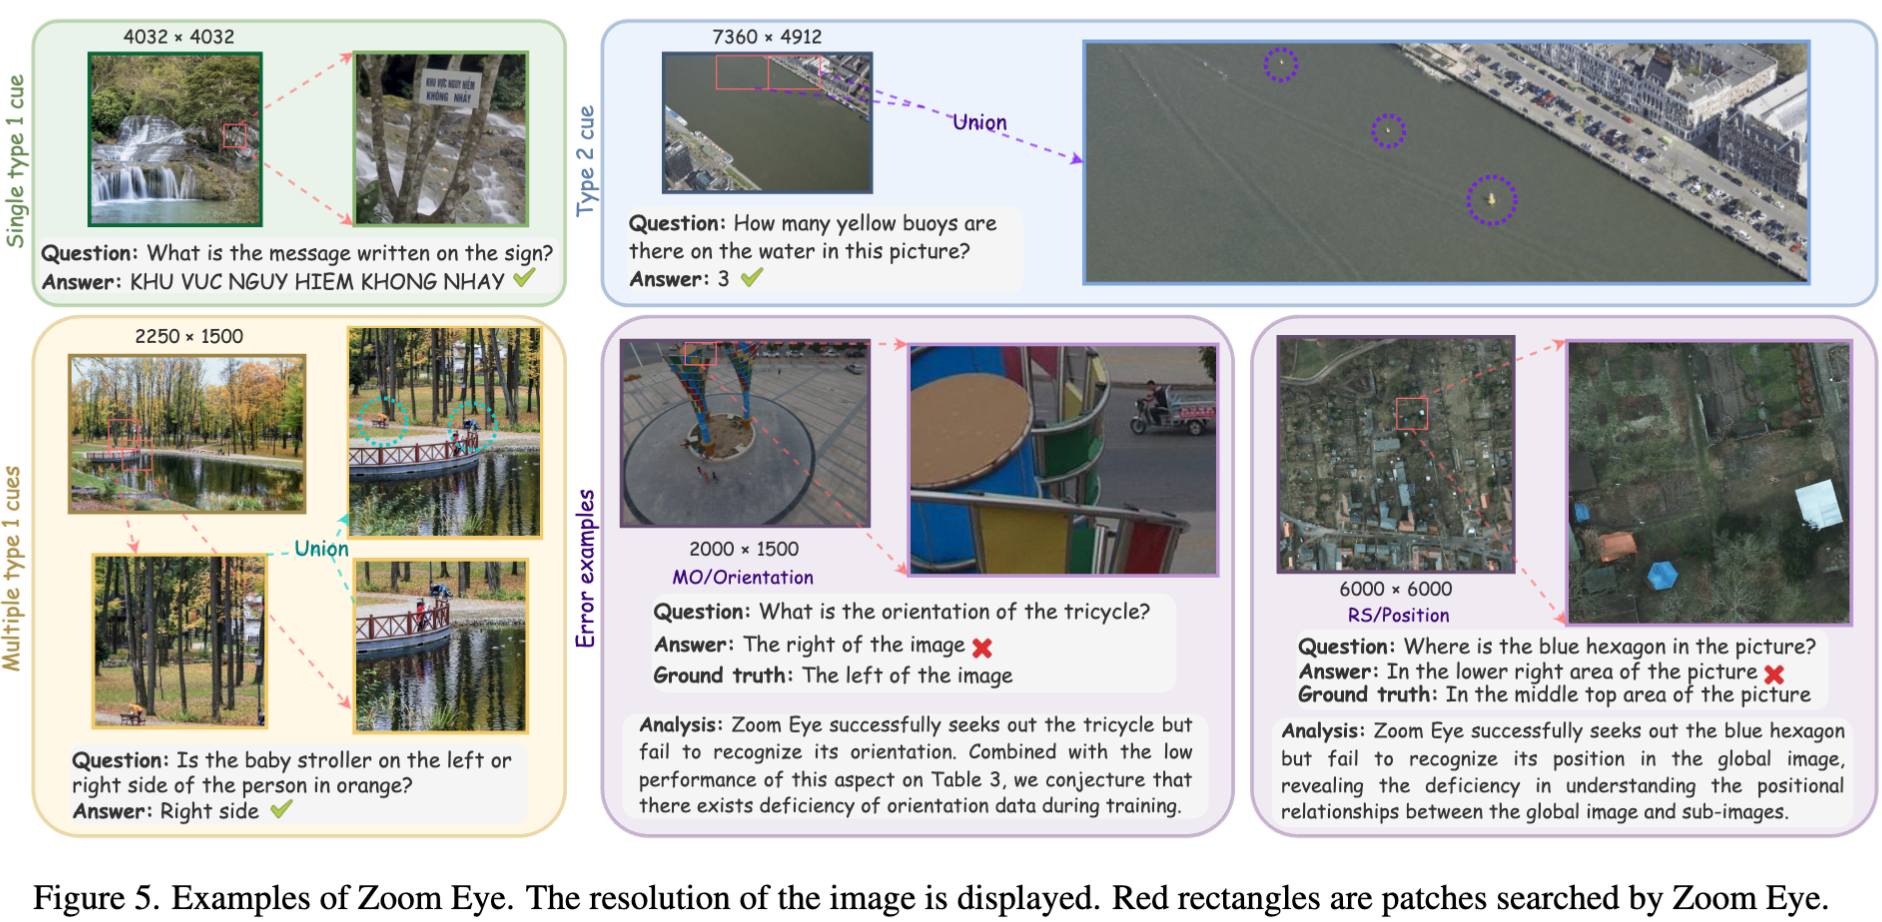 Single type 1 cue
4032 × 4032
KHU VỰC NGUY HIỂM
KHÔNG NHẢY
Question: What is the message written on the sign?
Answer: KHU VUC NGUY HIEM KHONG NHAY
Type 2 cue
7360 × 4912
Union
Question: How many yellow buoys are
there on the water in this picture?
Answer: 3
Multiple type 1 cues
2250 × 1500
Union
Question: Is the baby stroller on the left or
right side of the person in orange?
Answer: Right side
Error examples
2000 × 1500
MO/Orientation
Question: What is the orientation of the tricycle?
Answer: The right of the image
Ground truth: The left of the image
Analysis: Zoom Eye successfully seeks out the tricycle but
fail to recognize its orientation. Combined with the low
performance of this aspect on Table 3, we conjecture that
there exists deficiency of orientation data during training.
6000 × 6000
RS/Position
Question: Where is the blue hexagon in the picture?
Answer: In the lower right area of the picture
Ground truth: In the middle top area of the picture
Analysis: Zoom Eye successfully seeks out the blue hexagon
but fail to recognize its position in the global image,
revealing the deficiency in understanding the positional
relationships between the global image and sub-images.
Figure 5. Examples of Zoom Eye. The resolution of the image is displayed. Red rectangles are patches searched by Zoom Eye.